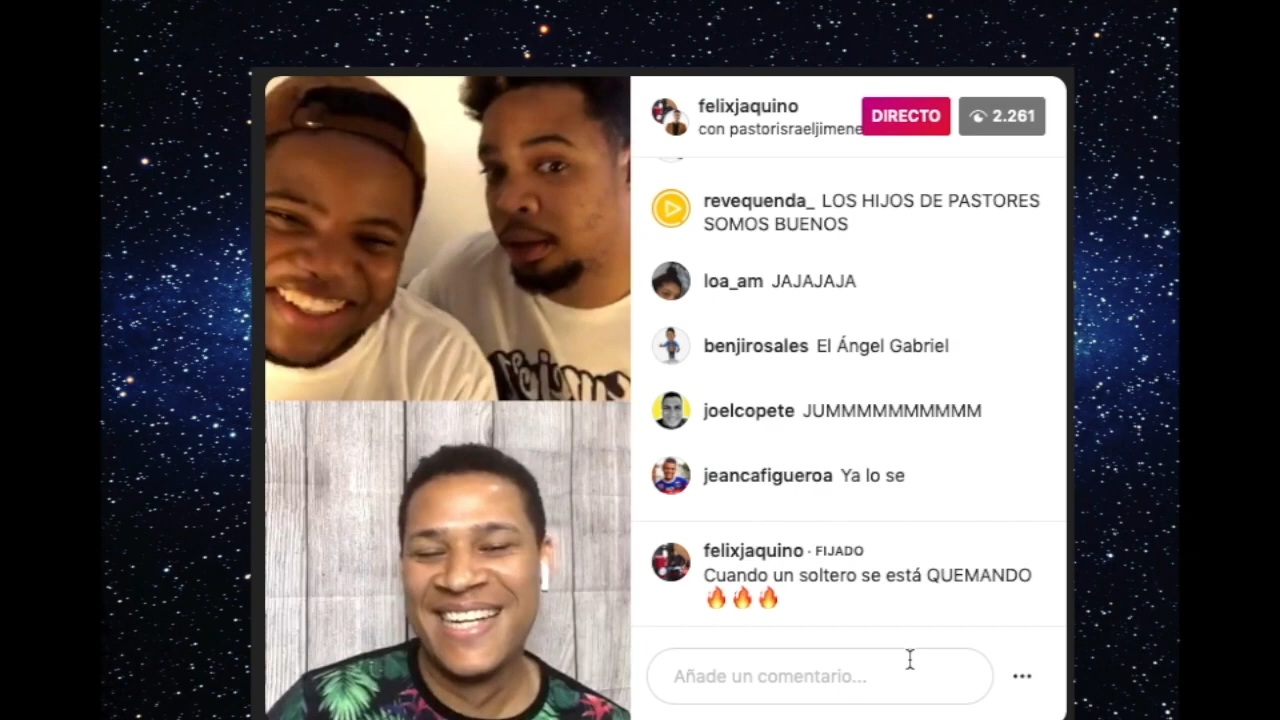 felixjaquino
con pastorisraeljimene
DIRECTO
2.261
revequenda_ LOS HIJOS DE PASTORES
SOMOS BUENOS
loa_am JAJAJAJA
benjirosales El Ángel Gabriel
joelcopete JUMMMMMMMMMM
jeancafigueroa Ya lo se
felixjaquino · FIJADO
Cuando un soltero se está QUEMANDO
🔥🔥🔥
Añade un comentario...